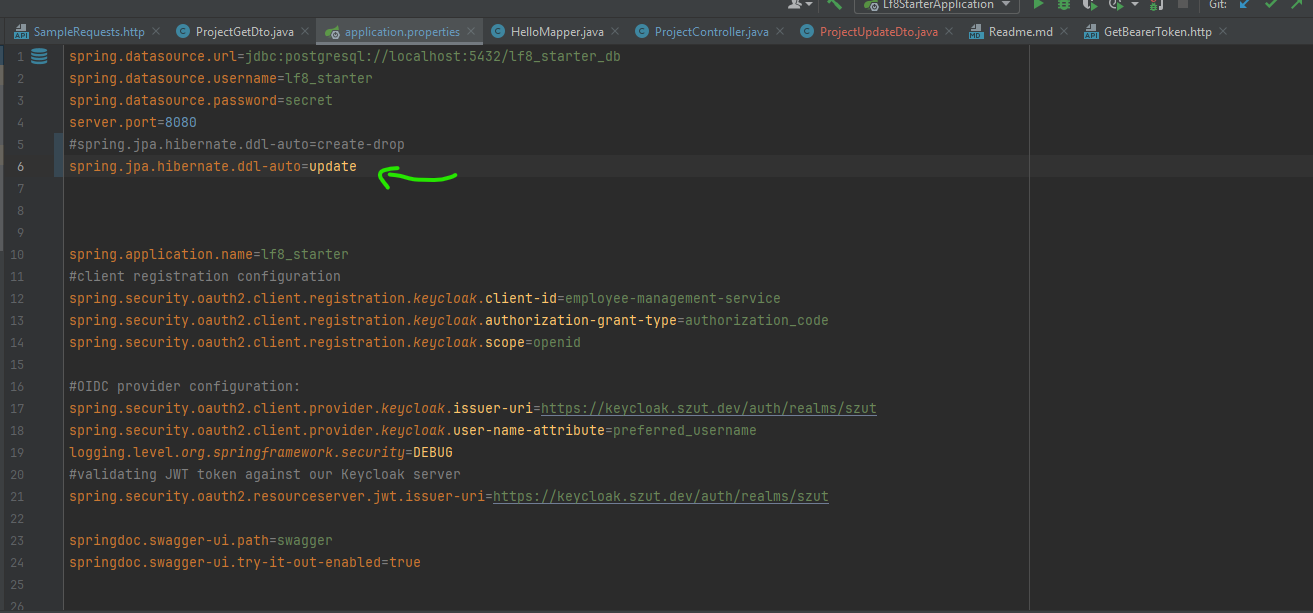 Lf8StarterApplication
Git:
SampleRequests.http
ProjectGetDto.java
application.properties
HelloMapper.java
ProjectController.java
ProjectUpdateDto.java
Readme.md
GetBearerToken.http
1 spring.datasource.url=jdbc:postgresql://localhost:5432/lf8_starter_db
2 spring.datasource.username=lf8_starter
3 spring.datasource.password=secret
4 server.port=8080
5 #spring.jpa.hibernate.ddl-auto=create-drop
6 spring.jpa.hibernate.ddl-auto=update
7
8
9
10 spring.application.name=lf8_starter
11 #client registration configuration
12 spring.security.oauth2.client.registration.keycloak.client-id=employee-management-service
13 spring.security.oauth2.client.registration.keycloak.authorization-grant-type=authorization_code
14 spring.security.oauth2.client.registration.keycloak.scope=openid
15
16 #OIDC provider configuration:
17 spring.security.oauth2.client.provider.keycloak.issuer-uri=https://keycloak.szut.dev/auth/realms/szut
18 spring.security.oauth2.client.provider.keycloak.user-name-attribute=preferred_username
19 logging.level.org.springframework.security=DEBUG
20 #validating JWT token against our Keycloak server
21 spring.security.oauth2.resourceserver.jwt.issuer-uri=https://keycloak.szut.dev/auth/realms/szut
22
23 springdoc.swagger-ui.path=swagger
24 springdoc.swagger-ui.try-it-out-enabled=true
25
26